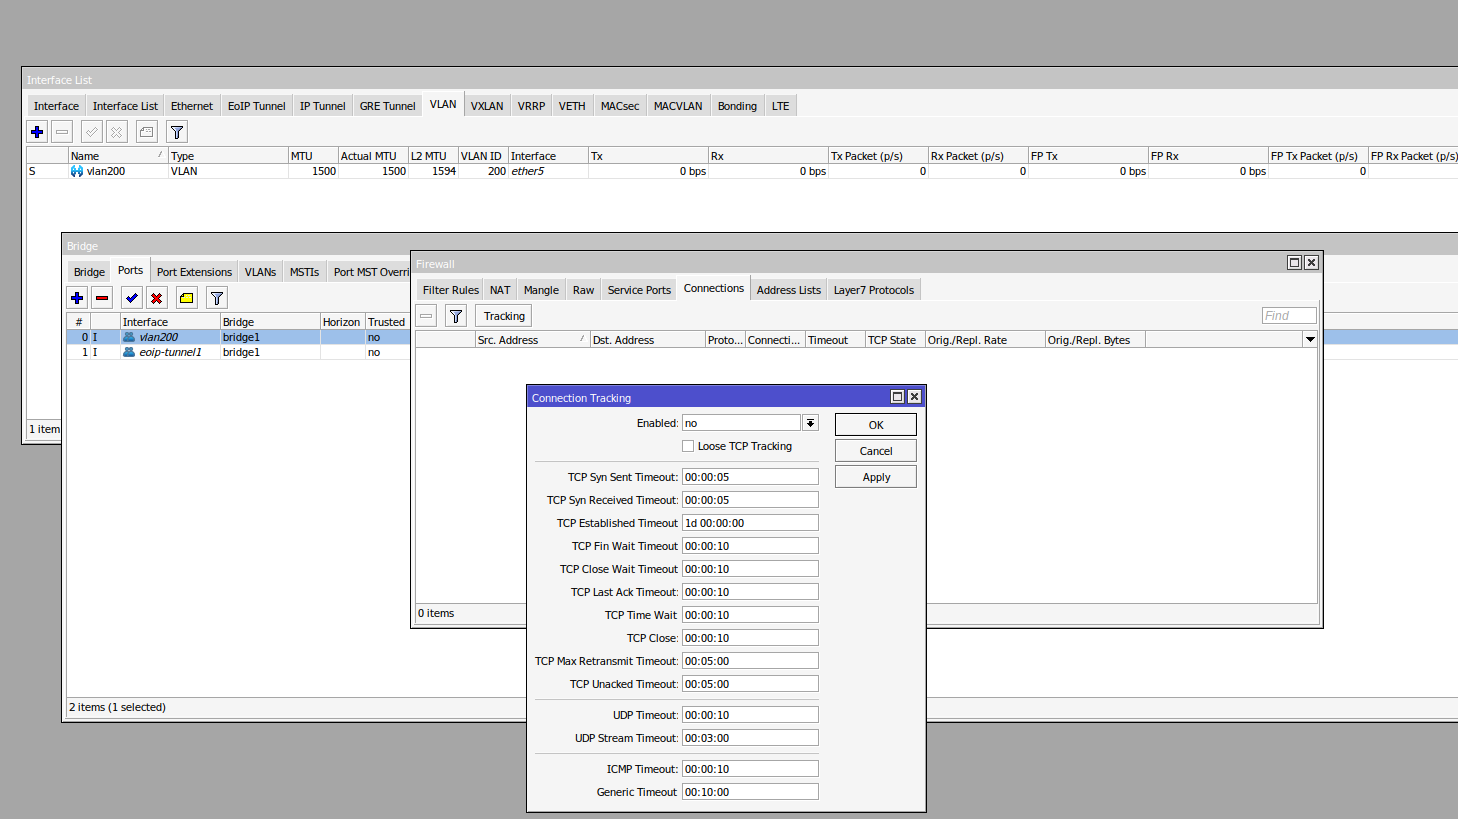 Interface List
Interface Interface List Ethernet EoIP Tunnel IP Tunnel GRE Tunnel VLAN VXLAN VRRP VETH MACsec MACVLAN Bonding LTE
Name Type MTU Actual MTU L2 MTU VLAN ID Interface Tx Rx Tx Packet (p/s) Rx Packet (p/s) FP Tx FP Rx FP Tx Packet (p/s) FP Rx Packet (p/s)
S vlan200 VLAN 1500 1500 1594 200 ether5 0 bps 0 bps 0 0 0 bps 0 bps 0
1 item
Bridge
Bridge Ports Port Extensions VLANs MSTIs Port MST Overri
# Interface Bridge Horizon Trusted
0 I vlan200 bridge1 no
1 I eoip-tunnel1 bridge1 no
2 items (1 selected)
Firewall
Filter Rules NAT Mangle Raw Service Ports Connections Address Lists Layer7 Protocols
Tracking Find
Src. Address Dst. Address Proto... Connecti... Timeout TCP State Orig./Repl. Rate Orig./Repl. Bytes
0 items
Connection Tracking
Enabled: no OK
Loose TCP Tracking Cancel
TCP Syn Sent Timeout: 00:00:05 Apply
TCP Syn Received Timeout: 00:00:05
TCP Established Timeout 1d 00:00:00
TCP Fin Wait Timeout 00:00:10
TCP Close Wait Timeout 00:00:10
TCP Last Ack Timeout: 00:00:10
TCP Time Wait 00:00:10
TCP Close: 00:00:10
TCP Max Retransmit Timeout: 00:05:00
TCP Unacked Timeout: 00:05:00
UDP Timeout: 00:00:10
UDP Stream Timeout: 00:03:00
ICMP Timeout: 00:00:10
Generic Timeout 00:10:00